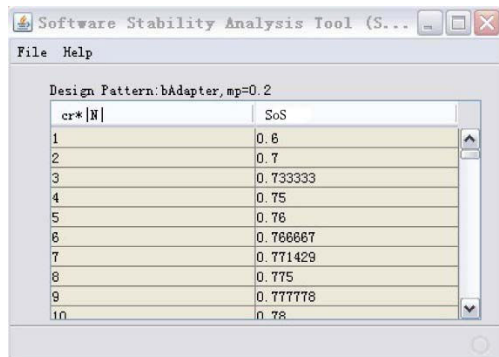 Software Stability Analysis Tool (S...
File Help
Design Pattern:bAdapter,mp=0.2
cr*|N| SoS
1 0.6
2 0.7
3 0.733333
4 0.75
5 0.76
6 0.766667
7 0.771429
8 0.775
9 0.777778
10 0.78